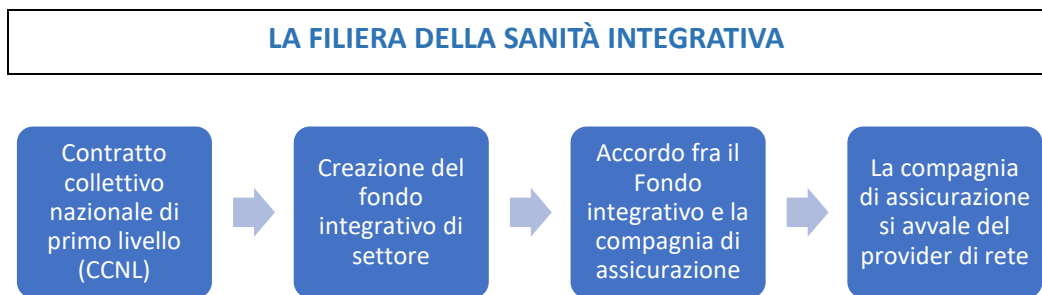 LA FILIERA DELLA SANITÀ INTEGRATIVA
Contratto
collettivo
nazionale di
primo livello
(CCNL)
Creazione del
fondo
integrativo di
settore
Accordo fra il
Fondo
integrativo e la
compagnia di
assicurazione
La compagnia
di assicurazione
si avvale del
provider di rete